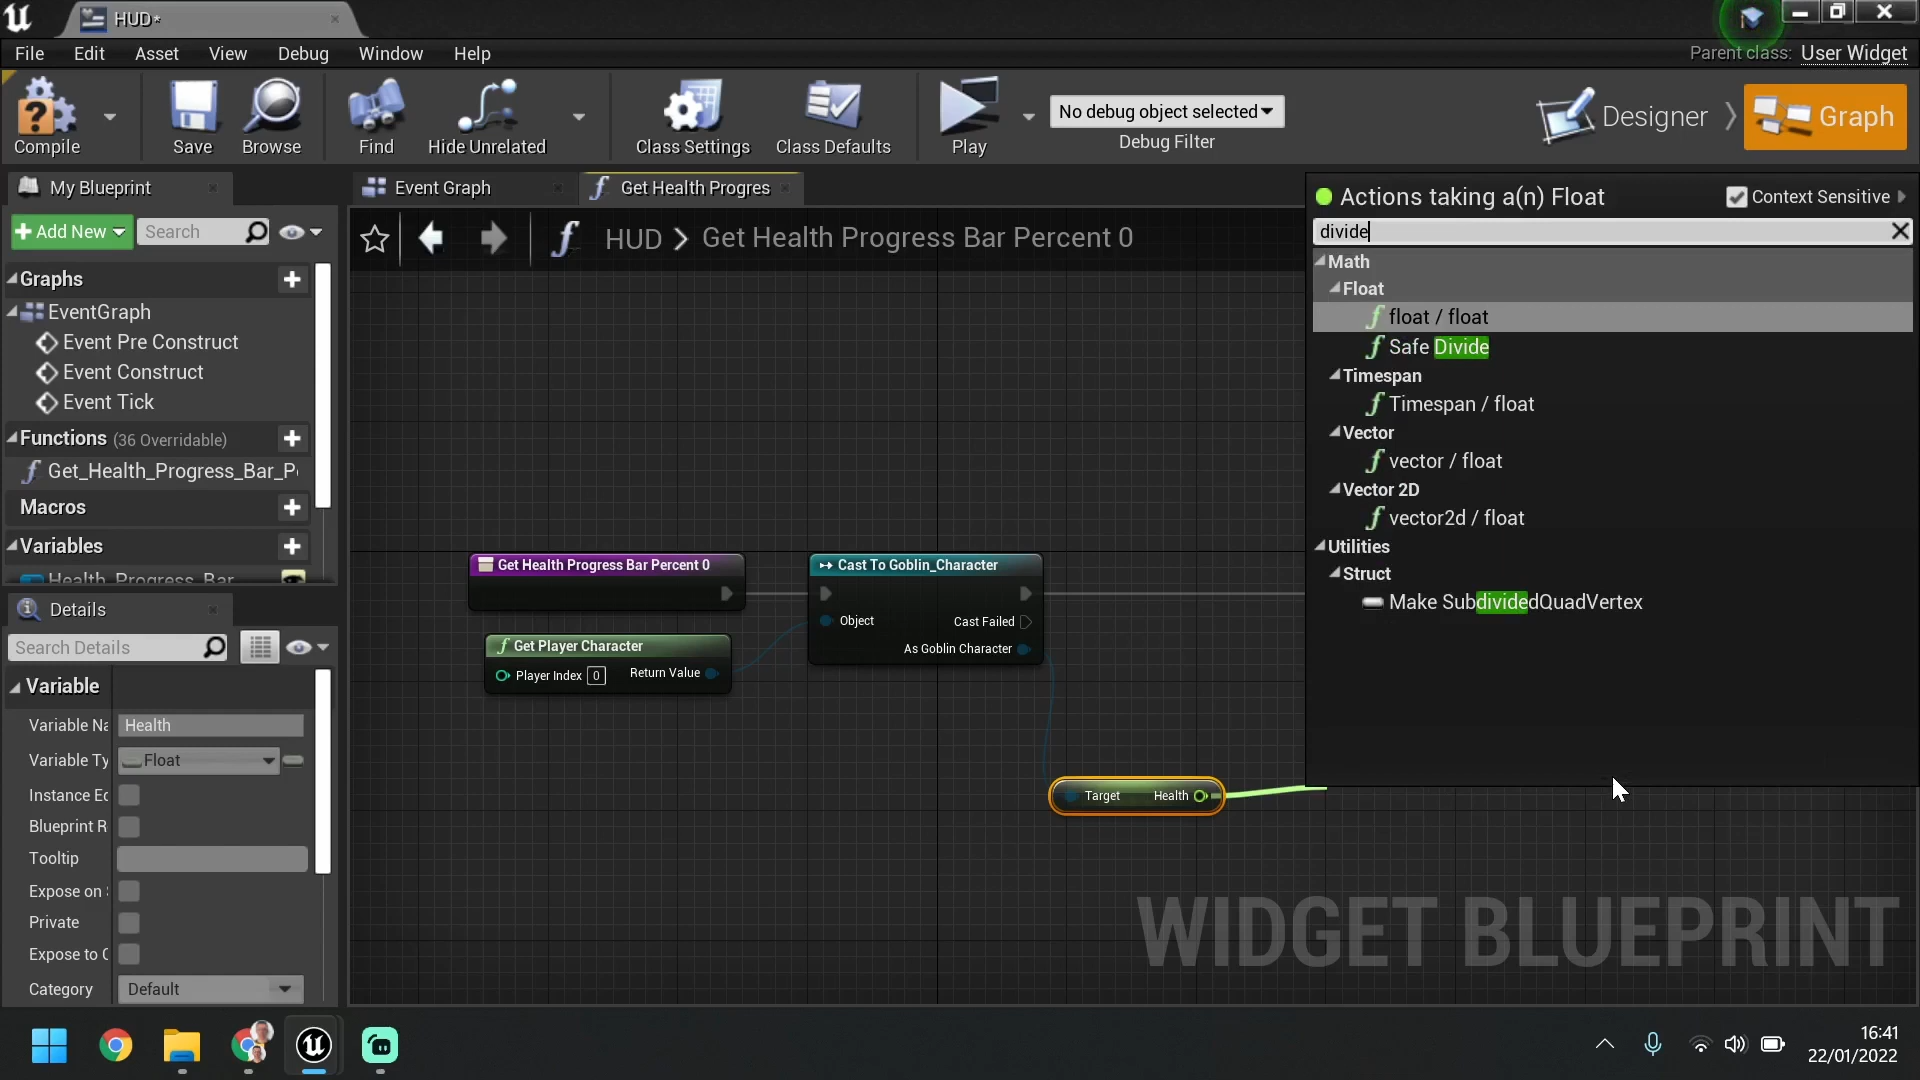 HUD*
File Edit Asset View Debug Window Help
Parent class: User Widget
Compile Save Browse Find Hide Unrelated Class Settings Class Defaults Play
No debug object selected
Debug Filter
Designer
Graph
My Blueprint
Event Graph
Get Health Progres
Actions taking a(n) Float
Context Sensitive
Add New
Search
HUD > Get Health Progress Bar Percent 0
divide
Math
Float
float / float
Safe Divide
Timespan
Timespan / float
Vector
vector / float
Vector 2D
vector2d / float
Utilities
Struct
Make SubdividedQuadVertex
Graphs
EventGraph
Event Pre Construct
Event Construct
Event Tick
Functions (36 Overridable)
Get_Health_Progress_Bar_P
Macros
Variables
Health Progress Bar
Get Health Progress Bar Percent 0
Get Player Character
Player Index 0 Return Value
Cast To Goblin_Character
Object
Cast Failed
As Goblin Character
Target Health
WIDGET BLUEPRINT
Details
Search Details
Variable
Variable Na Health
Variable Ty Float
Instance Ed
Blueprint R
Tooltip
Expose on
Private
Expose to C
Category Default
16:41
22/01/2022